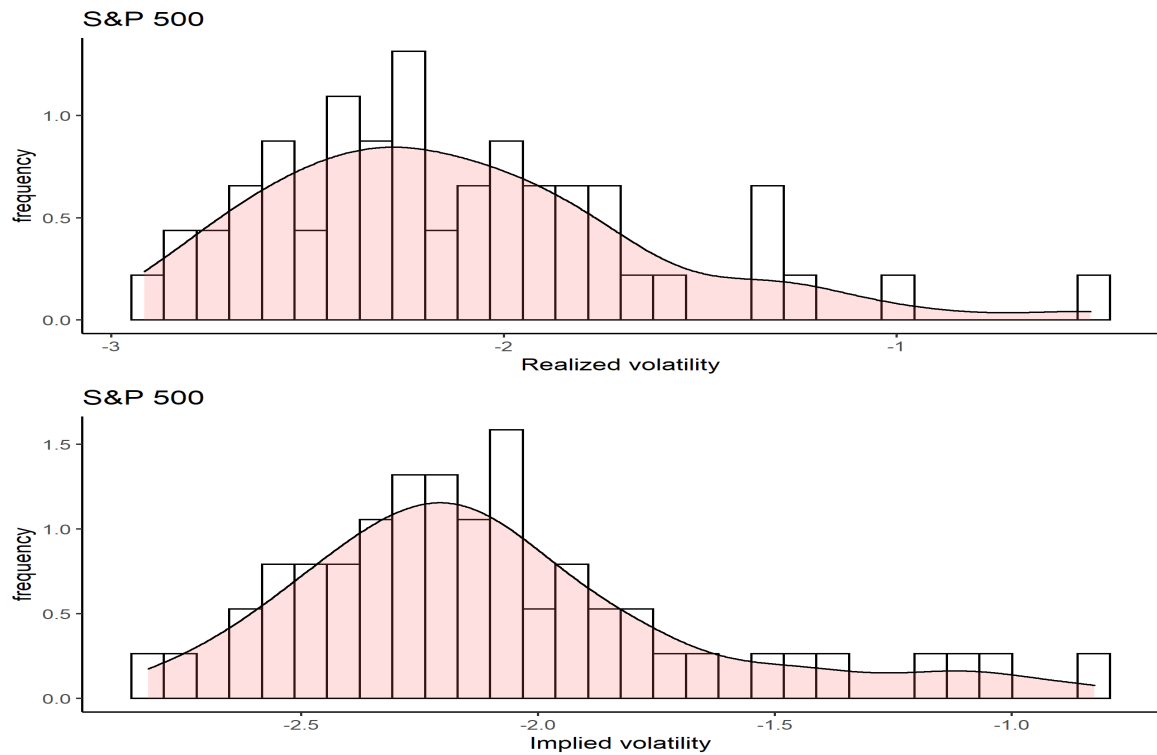 S&P 500
frequency
1.0
0.5
0.0
-3
-2
-1
Realized volatility
S&P 500
frequency
1.5
1.0
0.5
0.0
-2.5
-2.0
-1.5
-1.0
Implied volatility